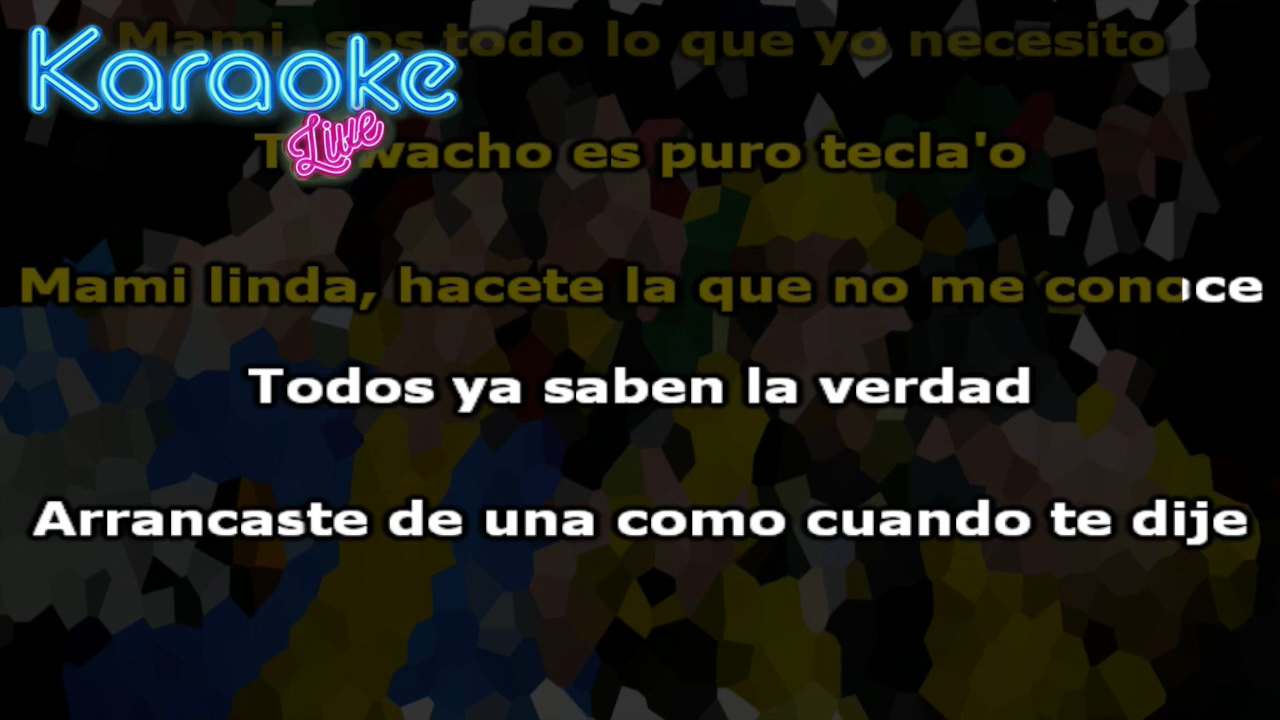 Karaoke
Live
Mami, sos todo lo que yo necesito
wacho es puro tecla'o
Mami linda, hacete la que no me conoce
Todos ya saben la verdad
Arrancaste de una como cuando te dije